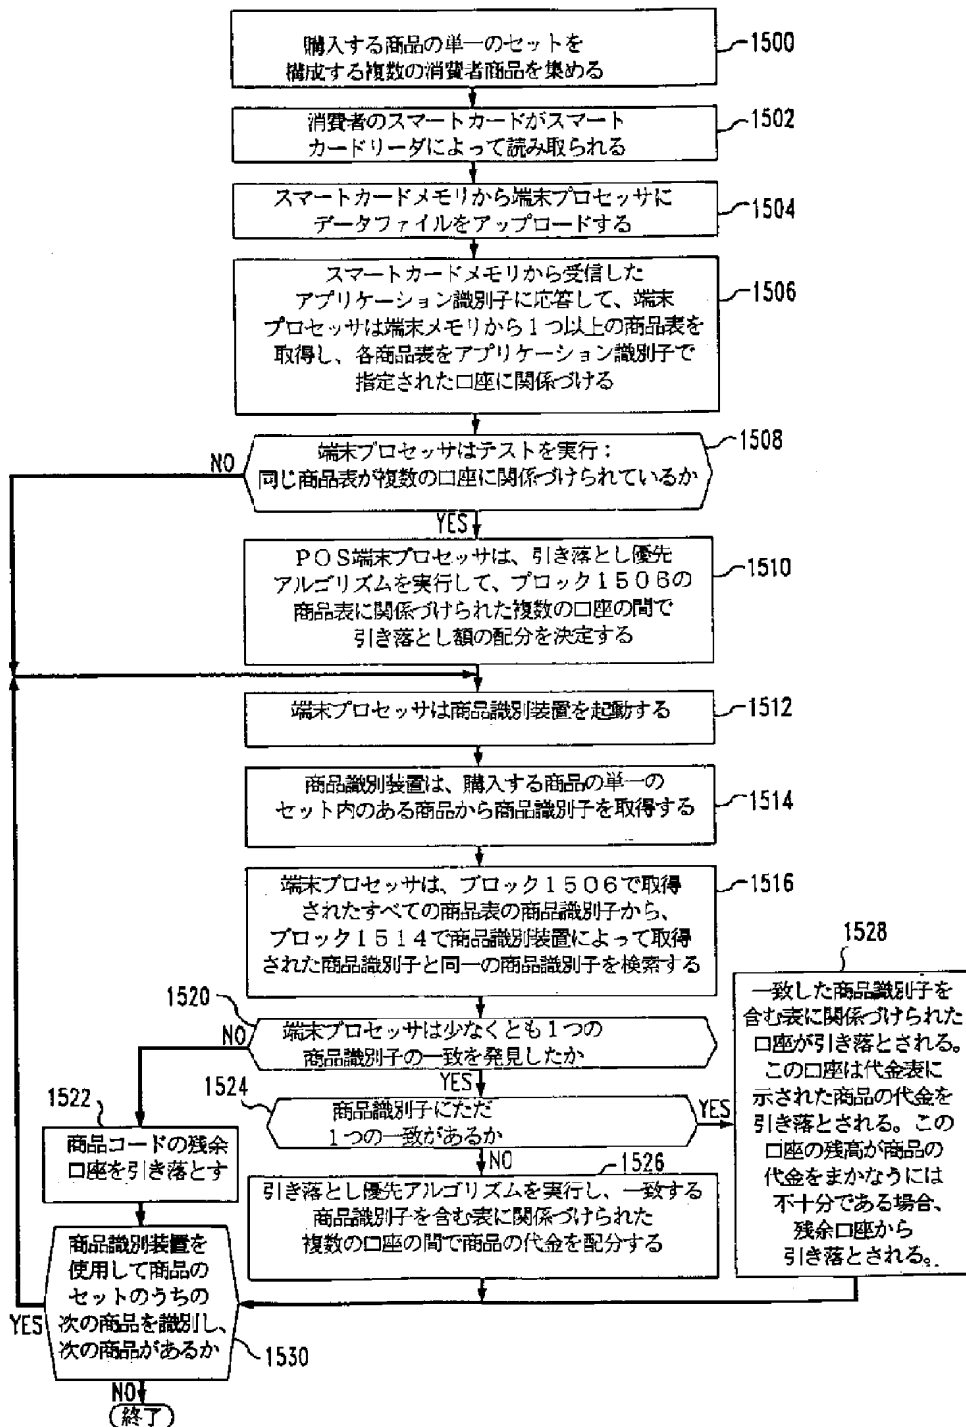 購入する商品の単一のセットを
構成する複数の消費者商品を集める
1500
消費者のスマートカードがスマート
カードリーダによって読み取られる
1502
スマートカードメモリから端末プロセッサに
データファイルをアップロードする
1504
スマートカードメモリから受信した
アプリケーション識別子に応答して、端末
プロセッサは端末メモリから1つ以上の商品表を
取得し、各商品表をアプリケーション識別子で
指定された口座に関係づける
1506
端末プロセッサはテストを実行:
同じ商品表が複数の口座に関係づけられているか
1508
NO
YES
POS端末プロセッサは、引き落とし優先
アルゴリズムを実行して、ブロック1506の
商品表に関係づけられた複数の口座の間で
引き落とし額の配分を決定する
1510
端末プロセッサは商品識別装置を起動する
1512
商品識別装置は、購入する商品の単一の
セット内のある商品から商品識別子を取得する
1514
端末プロセッサは、ブロック1506で取得
されたすべての商品表の商品識別子から、
ブロック1514で商品識別装置によって取得
された商品識別子と同一の商品識別子を検索する
1516
1520
端末プロセッサは少なくとも1つの
商品識別子の一致を発見したか
NO
YES
1524
商品識別子にただ
1つの一致があるか
YES
NO
1528
一致した商品識別子を
含む表に関係づけられた
口座が引き落とされる。
この口座は代金表に
示された商品の代金を
引き落とされる。この
口座の残高が商品の
代金をまかなうには
不十分である場合、
残余口座から
引き落とされる。
1522
商品コードの残余
口座を引き落とす
1526
引き落とし優先アルゴリズムを実行し、一致する
商品識別子を含む表に関係づけられた
複数の口座の間で商品の代金を配分する
商品識別装置を
使用して商品の
セットのうちの
次の商品を識別し、
次の商品があるか
YES
1530
NO
終了